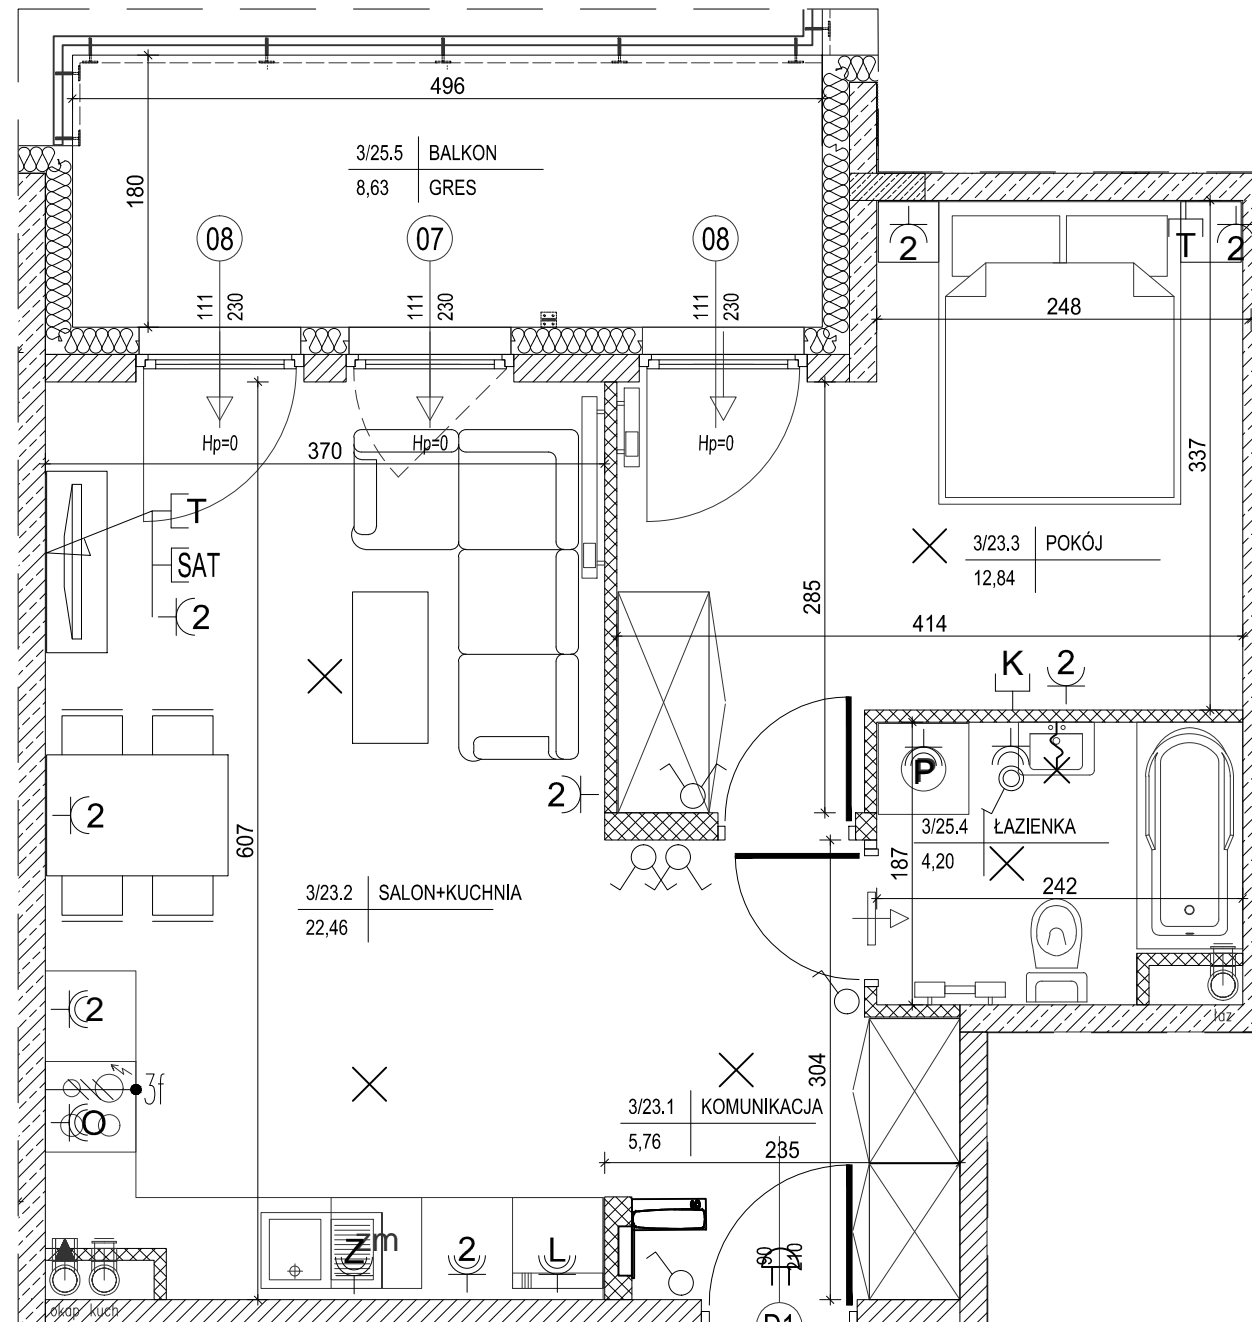 496
3/25.5 BALKON
8,63 GRES
180
08
07
08
111
230
111
230
111
230
Hp=0
Hp=0
Hp=0
2
T
2
248
370
337
T
SAT
2
3/23.3 POKÓJ
12,84
285
414
K
2
2
2
P
3/25.4 ŁAZIENKA
4,20
187
242
607
3/23.2 SALON+KUCHNIA
22,46
2
3f
O
łaz
304
3/23.1 KOMUNIKACJA
5,76
235
Z
zm
2
L
90
210
okap
kuch
D1